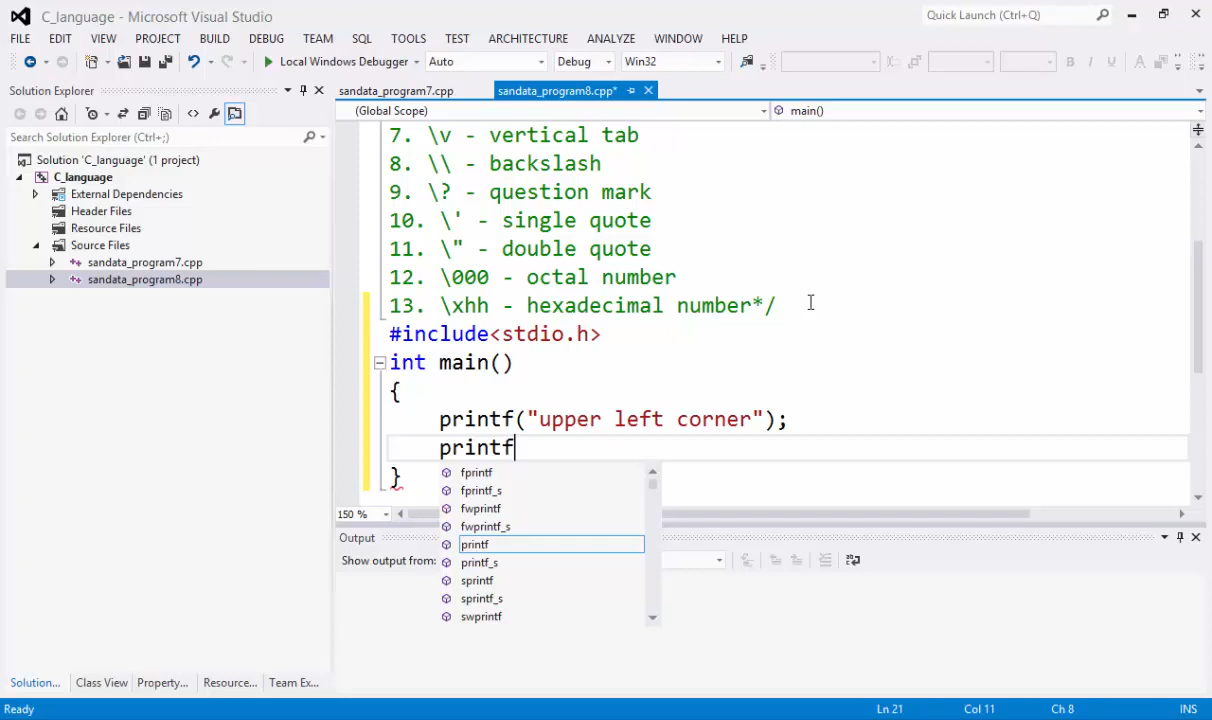 C_language - Microsoft Visual Studio
Quick Launch (Ctrl+;)
FILE EDIT VIEW PROJECT BUILD DEBUG TEAM SQL TOOLS TEST ARCHITECTURE ANALYZE WINDOW HELP
Local Windows Debugger Auto Debug Win32
Solution Explorer
sandata_program7.cpp sandata_program8.cpp*
(Global Scope) main()
Search Solution Explorer (Ctrl+;)
Solution 'C_language' (1 project)
C_language
External Dependencies
Header Files
Resource Files
Source Files
sandata_program7.cpp
sandata_program8.cpp
7. \v - vertical tab
8. \\ - backslash
9. \? - question mark
10. \' - single quote
11. \" - double quote
12. \000 - octal number
13. \xhh - hexadecimal number*/
#include<stdio.h>
int main()
{
printf("upper left corner");
printf
}
fprintf
fprintf_s
fwprintf
fwprintf_s
printf
printf_s
sprintf
sprintf_s
swprintf
150 %
Output
Show output from:
Solution... Class View Property... Resource... Team Ex...
Ready Ln 21 Col 11 Ch 8 INS